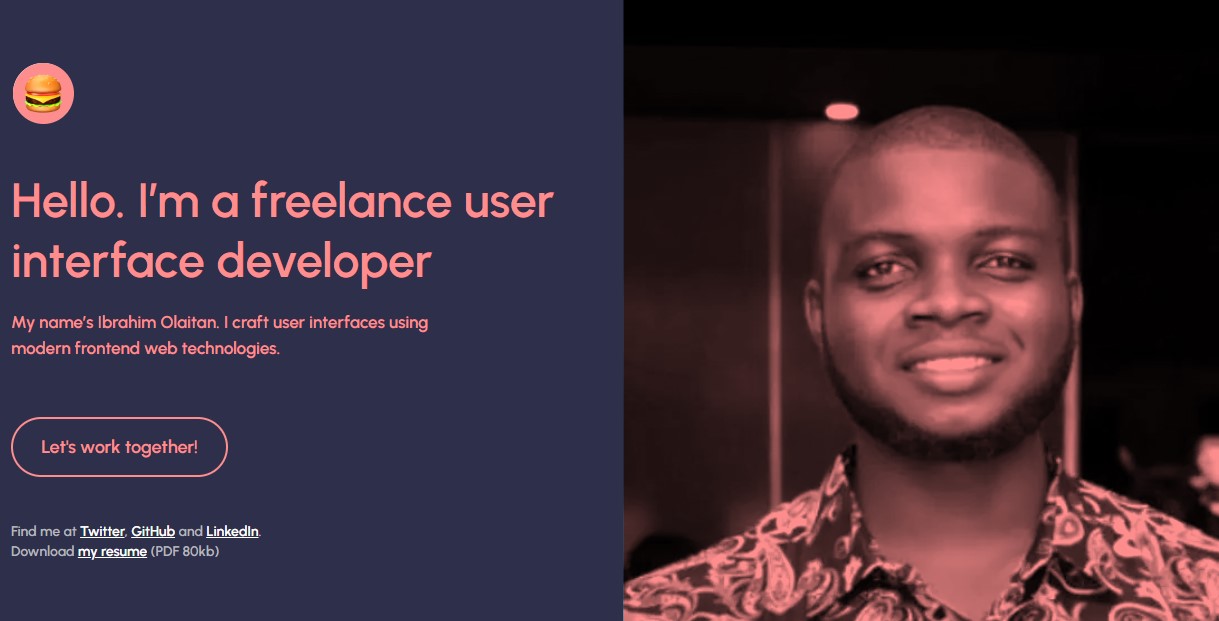 Hello. I’m a freelance user
interface developer
My name’s Ibrahim Olaitan. I craft user interfaces using
modern frontend web technologies.
Let's work together!
Find me at Twitter, GitHub and LinkedIn.
Download my resume (PDF 80kb)